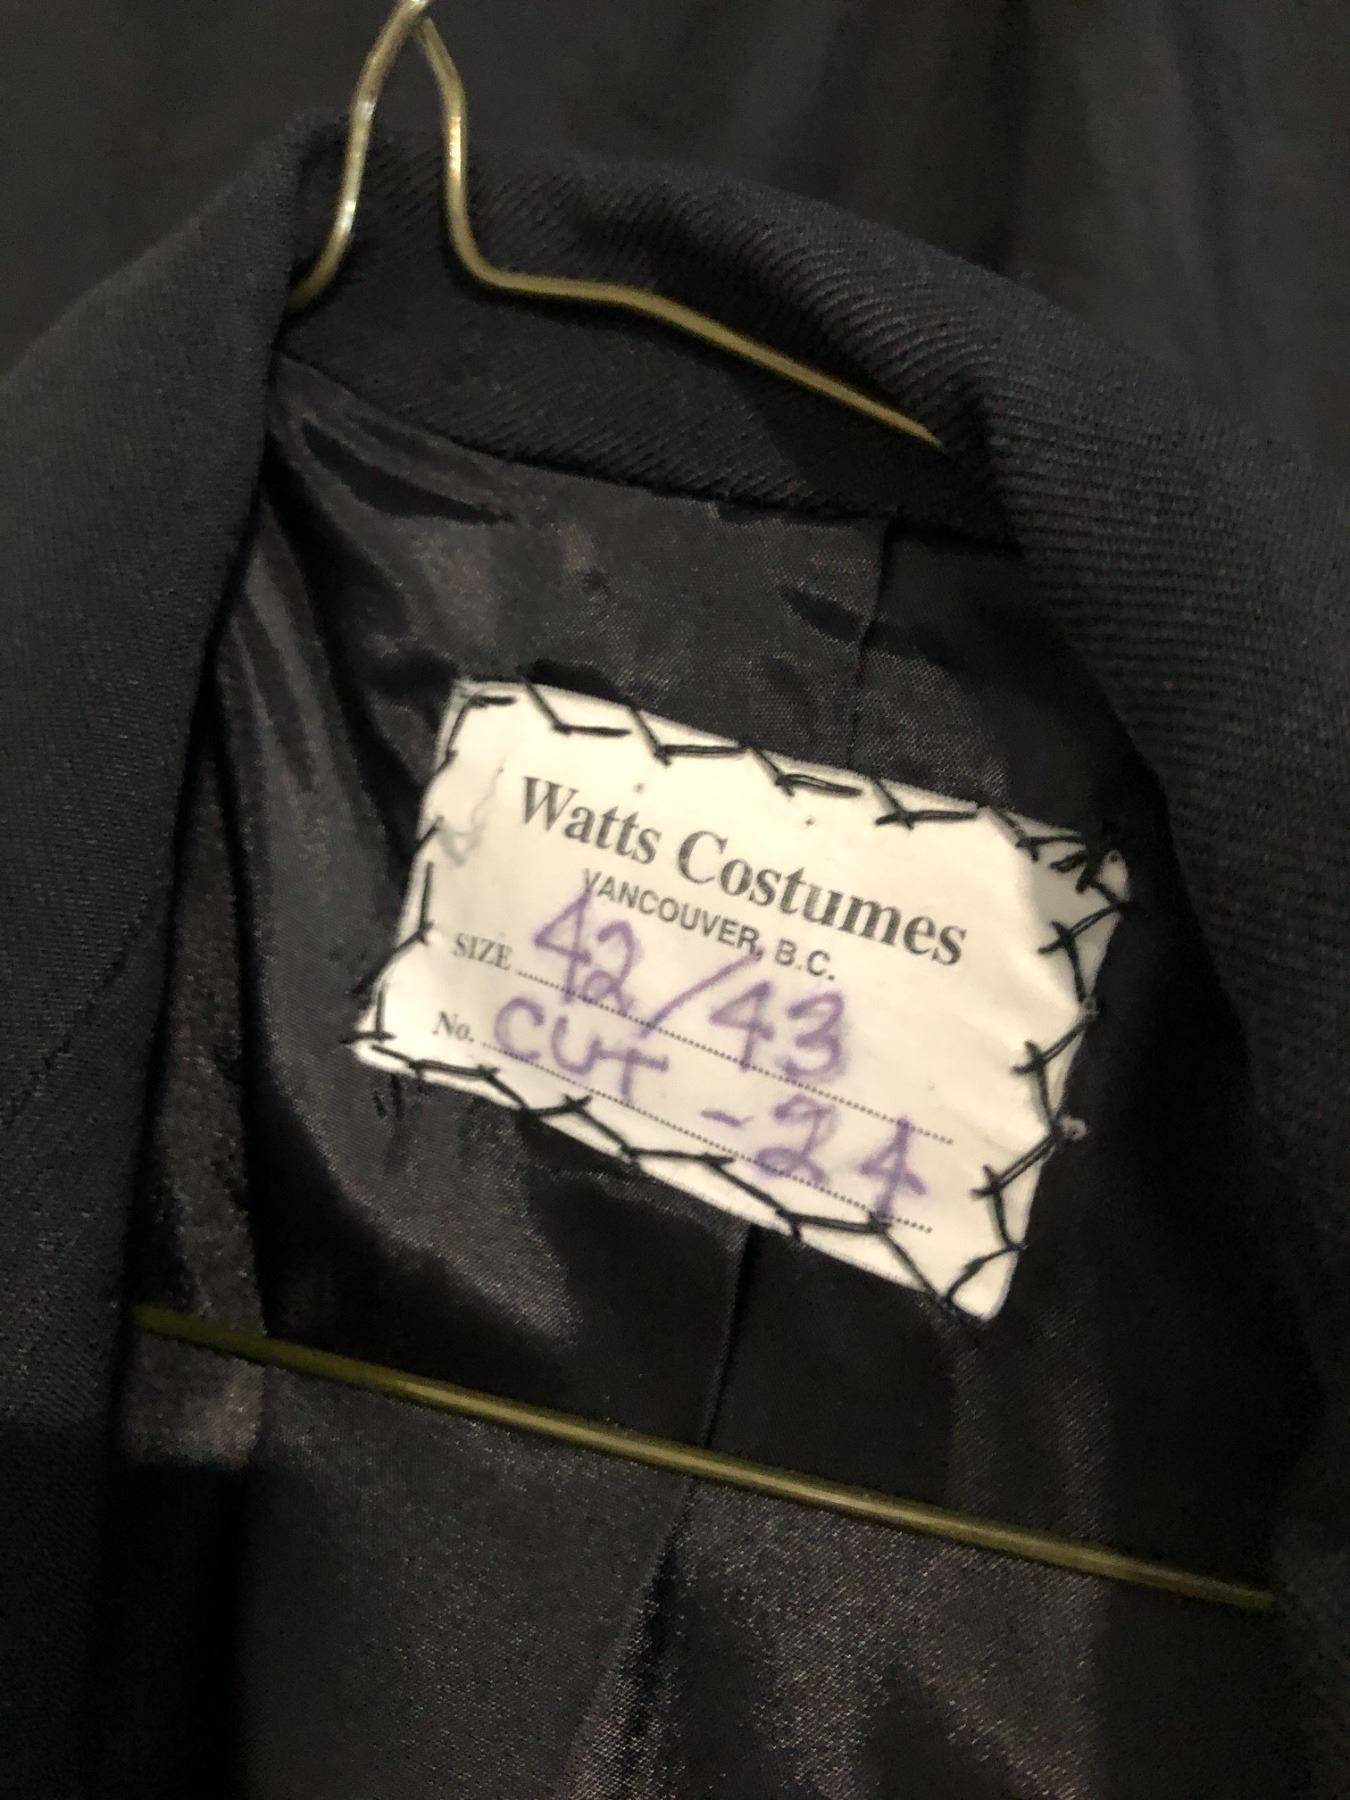 Watts Costumes
VANCOUVER, B.C.
SIZE 42/43
No. CUT - 24